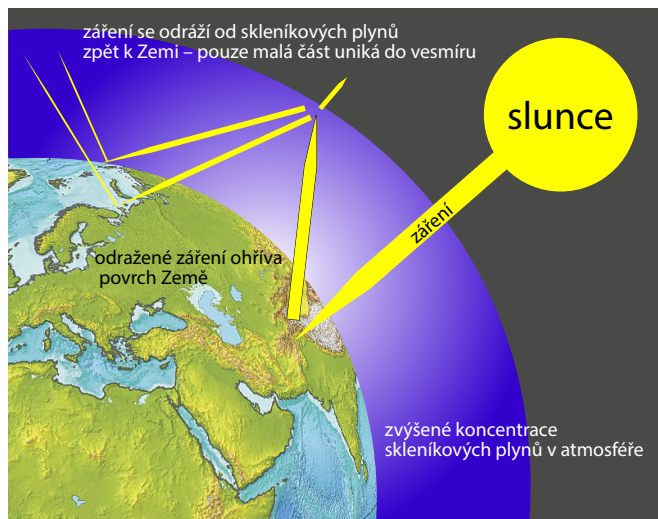 záření se odráží od skleníkových plynů
zpět k Zemi – pouze malá část uniká do vesmíru
slunce
záření
odražené záření ohříva
povrch Země
zvýšené koncentrace
skleníkových plynů v atmosféře